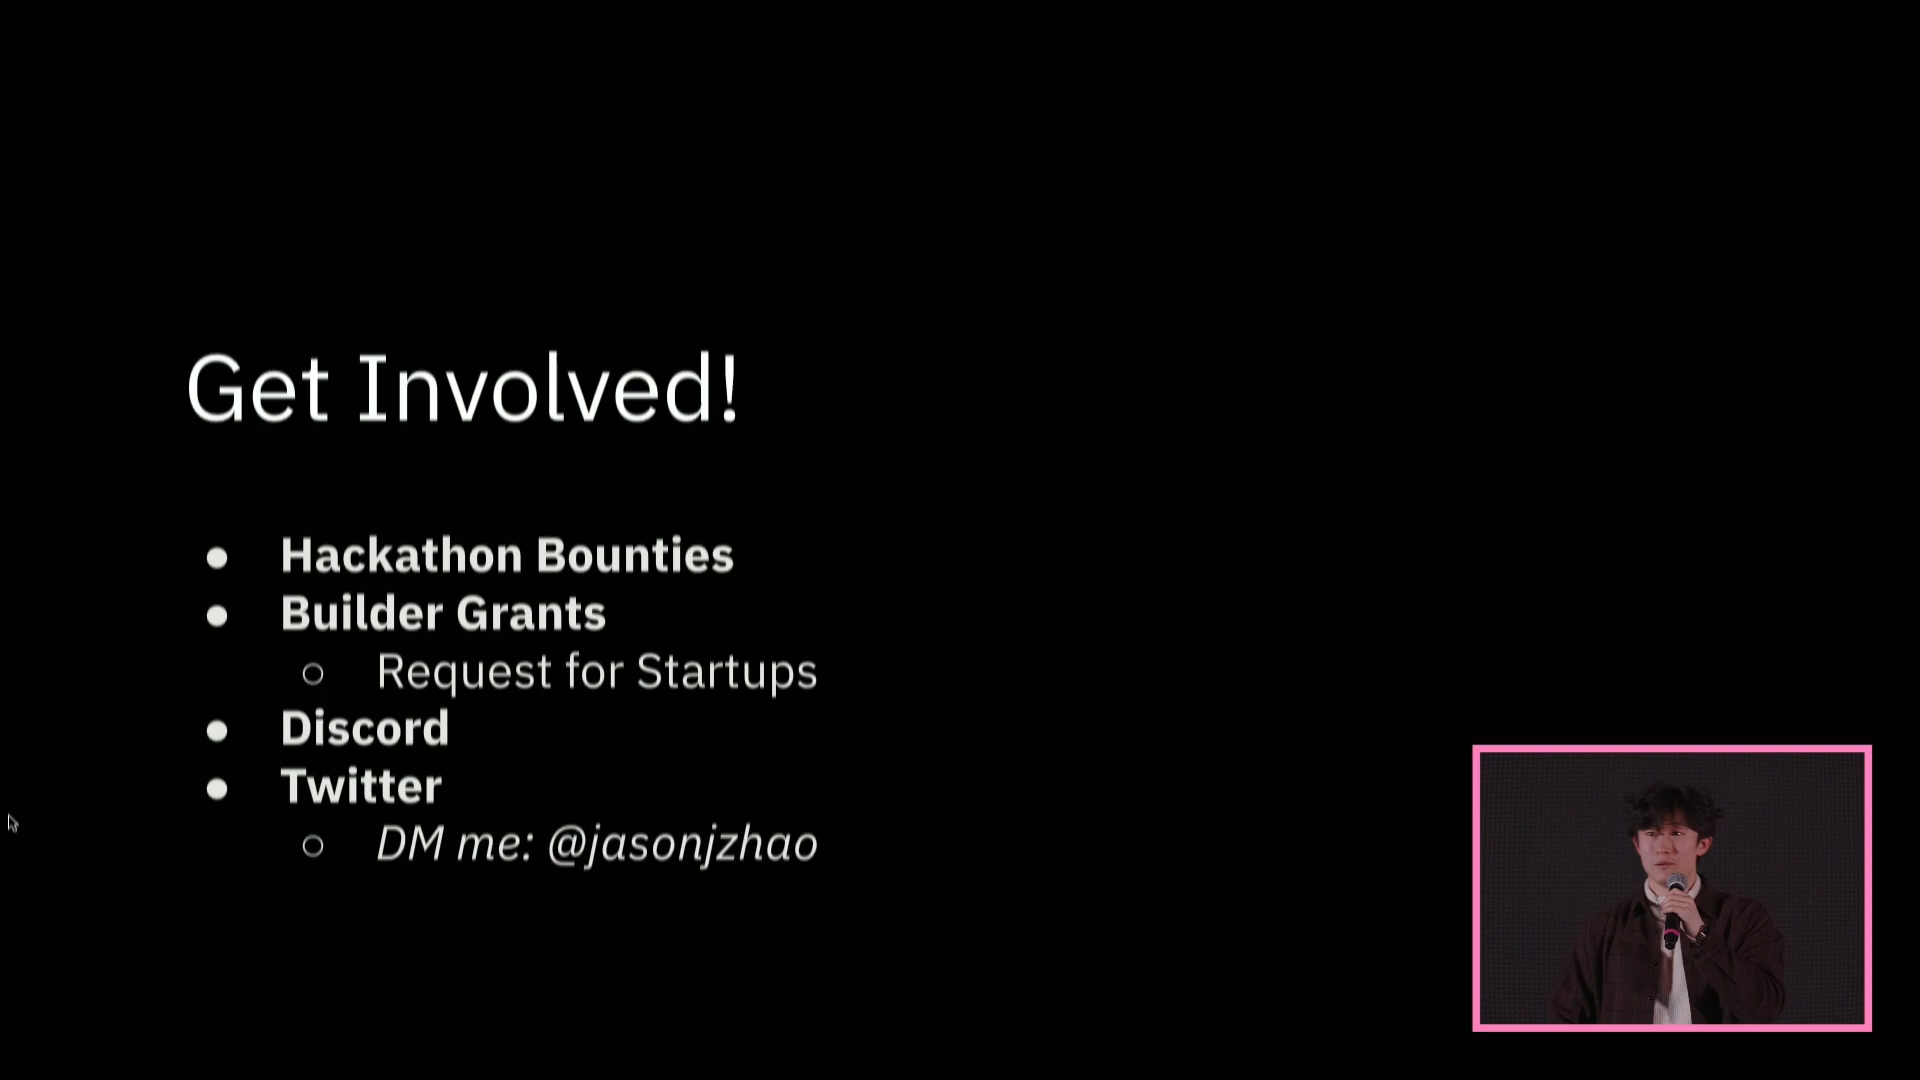 Get Involved!
● Hackathon Bounties
● Builder Grants
○ Request for Startups
● Discord
● Twitter
○ DM me: @jasonjzhao